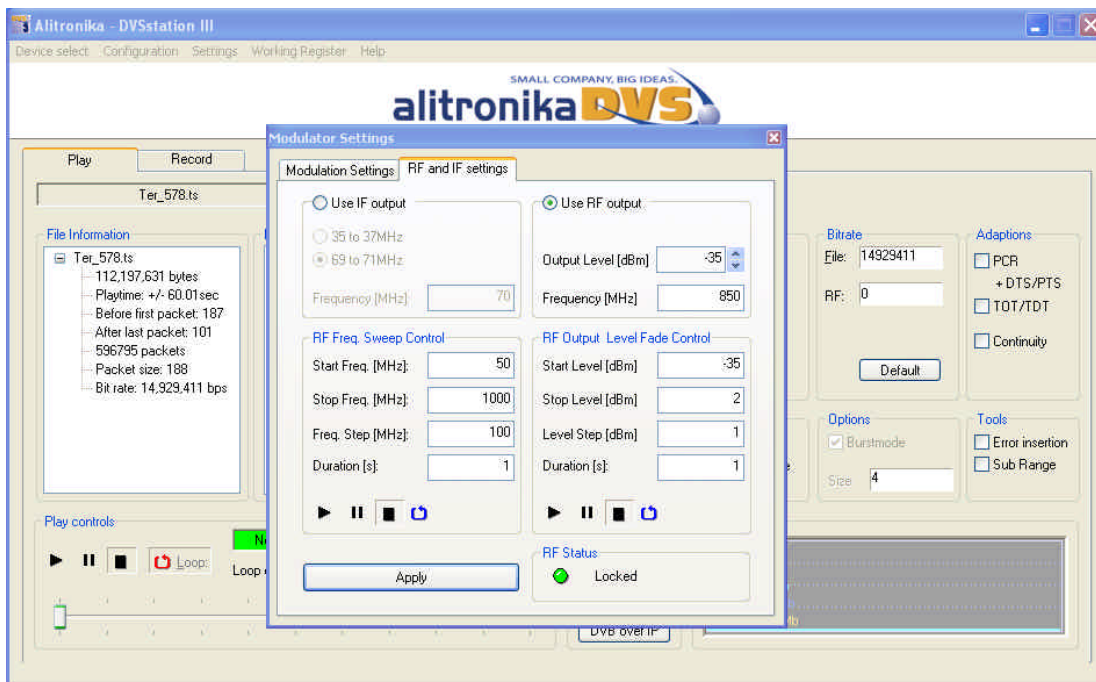 Alitronika - DVSstation III
Device select Configuration Settings Working Register Help
SMALL COMPANY, BIG IDEAS.
alitronika DVS
Play Record
Ter_578.ts
File Information
Ter_578.ts
112,197,631 bytes
Playtime: +/- 60.01sec
Before first packet: 187
After last packet: 101
596795 packets
Packet size: 188
Bit rate: 14,929,411 bps
Modulator Settings
Modulation Settings RF and IF settings
Use IF output
35 to 37MHz
69 to 71MHz
Frequency [MHz] 70
Use RF output
Output Level [dBm] -35
Frequency [MHz] 850
RF Freq. Sweep Control
Start Freq. [MHz]: 50
Stop Freq. [MHz]: 1000
Freq. Step [MHz]: 100
Duration [s]: 1
RF Output Level Fade Control
Start Level [dBm] -35
Stop Level [dBm] 2
Level Step [dBm] 1
Duration [s]: 1
Apply
RF Status
Locked
Bitrate
File: 14929411
RF: 0
Default
Adaptions
PCR
+ DTS/PTS
TOT/TDT
Continuity
Options
Burstmode
Size 4
Tools
Error insertion
Sub Range
Play controls
Loop:
Loop
DVB over IP